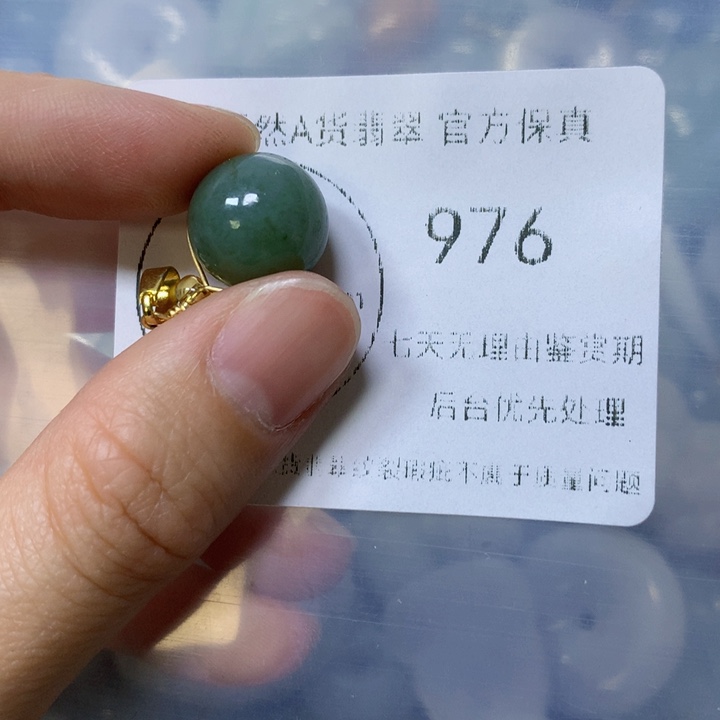 然A货翡翠 官方保真
976
七天无理由鉴赏期
后台优先处理
纹裂瑕疵不属于质量问题